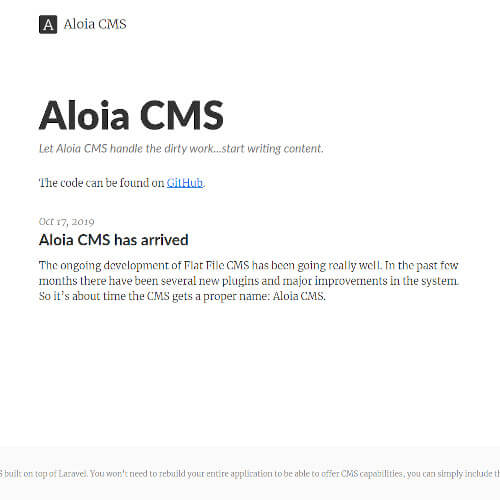 A Aloia CMS
Aloia CMS
Let Aloia CMS handle the dirty work...start writing content.
The code can be found on GitHub.
Oct 17, 2019
Aloia CMS has arrived
The ongoing development of Flat File CMS has been going really well. In the past few
months there have been several new plugins and major improvements in the system.
So it's about time the CMS gets a proper name: Aloia CMS.
built on top of Laravel. You won't need to rebuild your entire application to be able to offer CMS capabilities, you can simply include